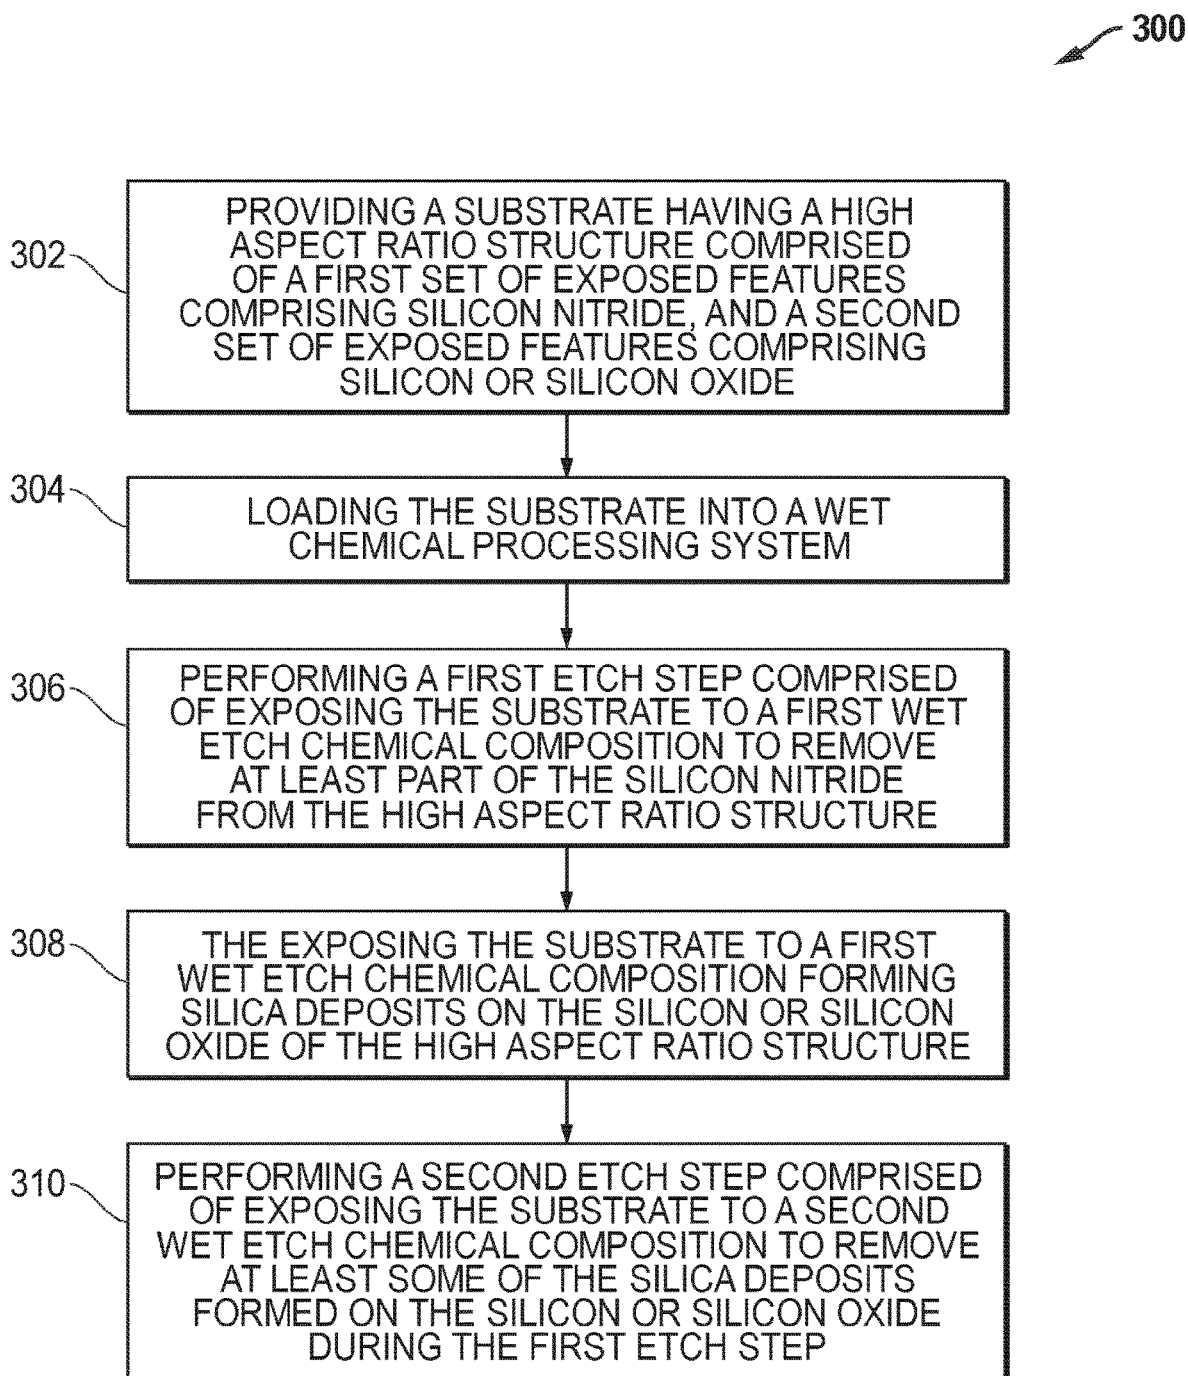 300
302
PROVIDING A SUBSTRATE HAVING A HIGH
ASPECT RATIO STRUCTURE COMPRISED
OF A FIRST SET OF EXPOSED FEATURES
COMPRISING SILICON NITRIDE, AND A SECOND
SET OF EXPOSED FEATURES COMPRISING
SILICON OR SILICON OXIDE
304
LOADING THE SUBSTRATE INTO A WET
CHEMICAL PROCESSING SYSTEM
306
PERFORMING A FIRST ETCH STEP COMPRISED
OF EXPOSING THE SUBSTRATE TO A FIRST WET
ETCH CHEMICAL COMPOSITION TO REMOVE
AT LEAST PART OF THE SILICON NITRIDE
FROM THE HIGH ASPECT RATIO STRUCTURE
308
THE EXPOSING THE SUBSTRATE TO A FIRST
WET ETCH CHEMICAL COMPOSITION FORMING
SILICA DEPOSITS ON THE SILICON OR SILICON
OXIDE OF THE HIGH ASPECT RATIO STRUCTURE
310
PERFORMING A SECOND ETCH STEP COMPRISED
OF EXPOSING THE SUBSTRATE TO A SECOND
WET ETCH CHEMICAL COMPOSITION TO REMOVE
AT LEAST SOME OF THE SILICA DEPOSITS
FORMED ON THE SILICON OR SILICON OXIDE
DURING THE FIRST ETCH STEP